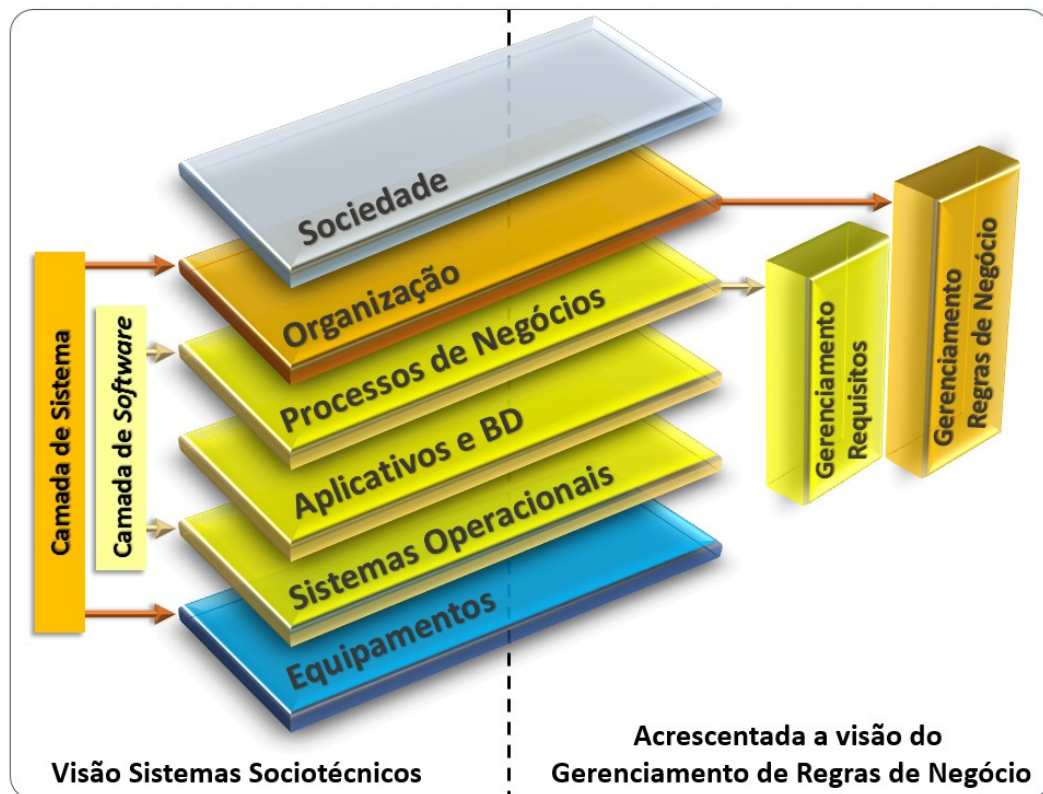 Sociedade
Organização
Processos de Negócios
Aplicativos e BD
Sistemas Operacionais
Equipamentos
Camada de Sistema
Camada de Software
Gerenciamento
Requisitos
Gerenciamento
Regras de Negócio
Visão Sistemas Sociotécnicos
Acrescentada a visão do
Gerenciamento de Regras de Negócio